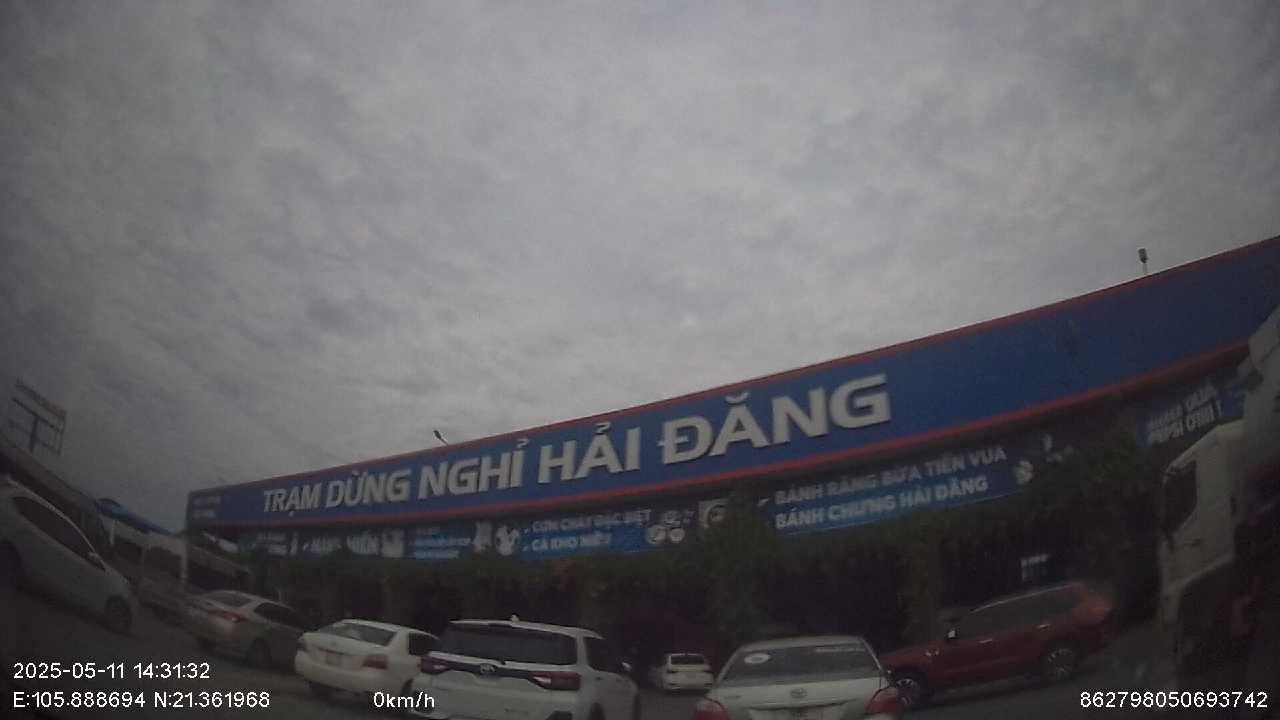 TRẠM DỪNG NGHỈ HẢI ĐĂNG
CƠM CHÁY ĐẶC BIỆT
CÁ KHO NIÊU
BÁNH RĂNG BỪA TIẾN VUA
BÁNH CHƯNG HẢI ĐĂNG
2025-05-11 14:31:32
E:105.888694 N:21.361968
0km/h
862798050693742